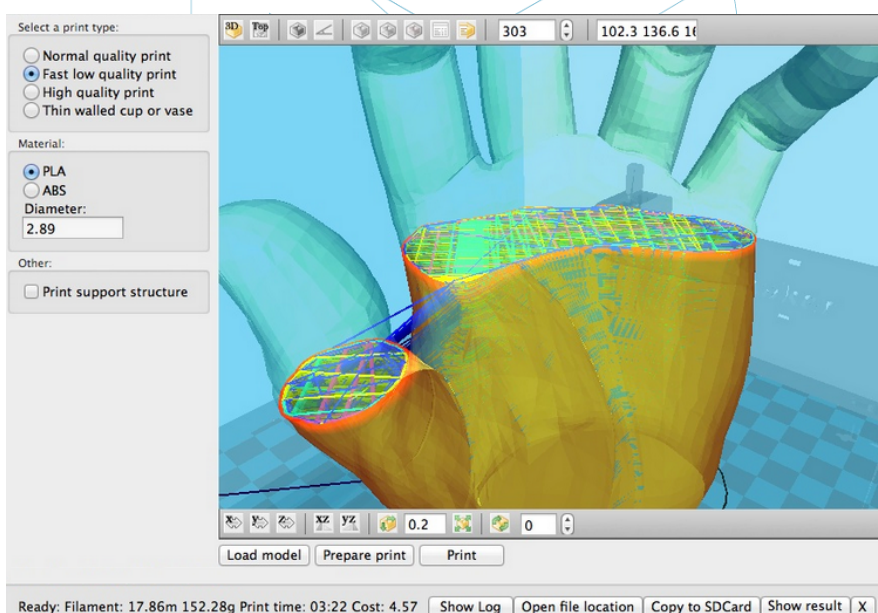 Select a print type:
Normal quality print
Fast low quality print
High quality print
Thin walled cup or vase
Material:
PLA
ABS
Diameter:
2.89
Other:
Print support structure
3D Top 303 102.3 136.6
x y z xz yz 0.2 0
Load model Prepare print Print
Ready: Filament: 17.86m 152.28g Print time: 03:22 Cost: 4.57 Show Log Open file location Copy to SDCard Show result X